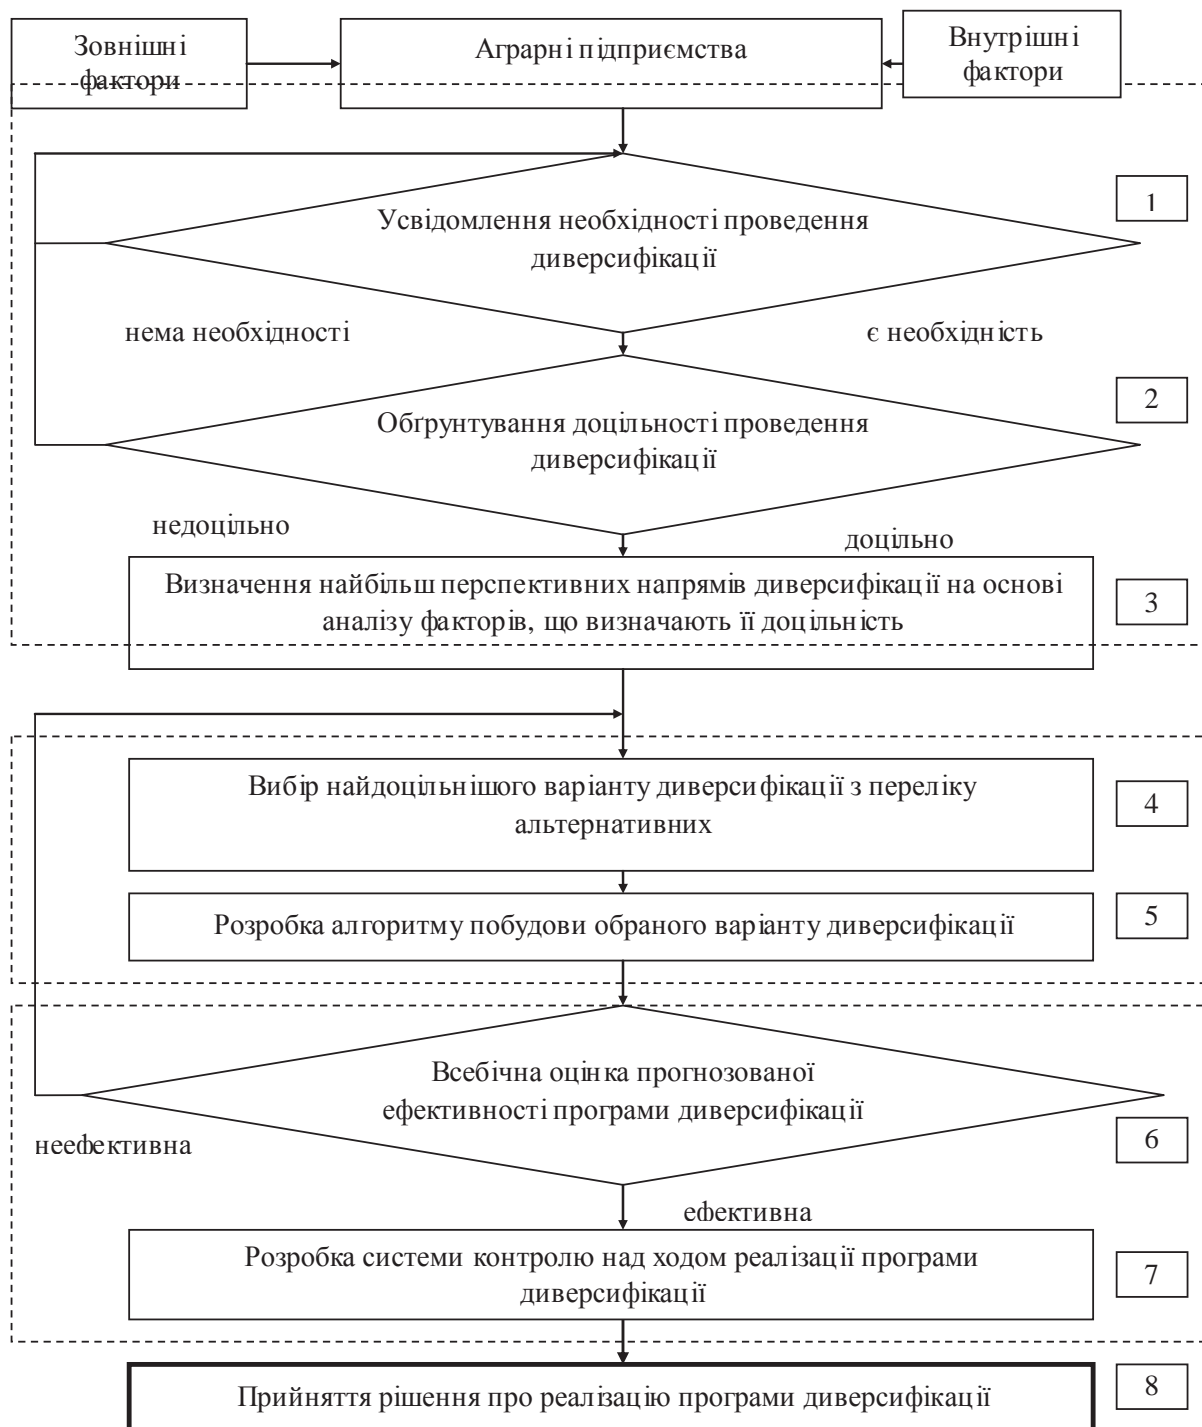 Зовнішні
фактори
Аграрні підприємства
Внутрішні
фактори
1
Усвідомлення необхідності проведення
диверсифікації
нема необхідності
є необхідність
2
Обґрунтування доцільності проведення
диверсифікації
недоцільно
доцільно
Визначення найбільш перспективних напрямів диверсифікації на основі
аналізу факторів, що визначають її доцільність
3
Вибір найдоцільнішого варіанту диверсифікації з переліку
альтернативних
4
Розробка алгоритму побудови обраного варіанту диверсифікації
5
Всебічна оцінка прогнозованої
ефективності програми диверсифікації
6
неефективна
ефективна
Розробка системи контролю над ходом реалізації програми
диверсифікації
7
Прийняття рішення про реалізацію програми диверсифікації
8